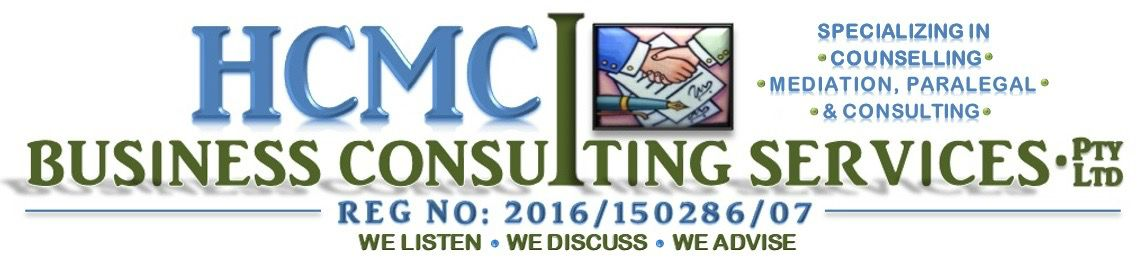 HCMC
SPECIALIZING IN
• COUNSELLING •
• MEDIATION, PARALEGAL •
• & CONSULTING •
BUSINESS CONSULTING SERVICES • PTY LTD
REG NO: 2016/150286/07
WE LISTEN • WE DISCUSS • WE ADVISE